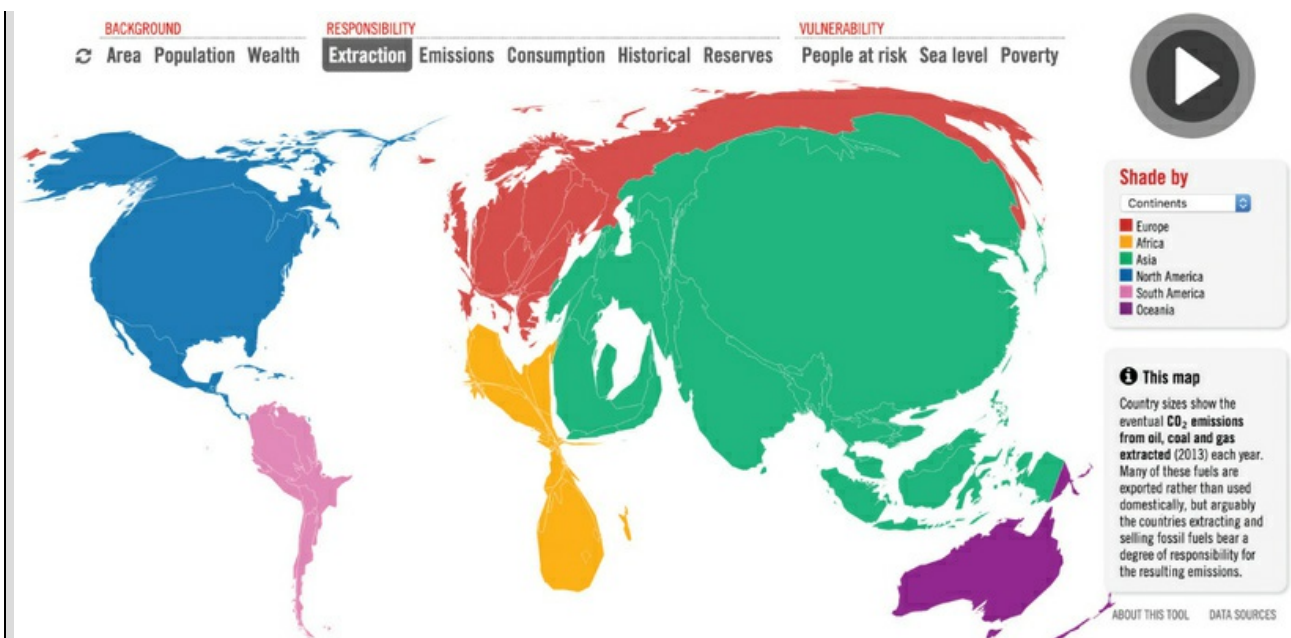 BACKGROUND
RESPONSIBILITY
VULNERABILITY
Area Population Wealth
Extraction Emissions Consumption Historical Reserves
People at risk Sea level Poverty
Shade by
Continents
Europe
Africa
Asia
North America
South America
Oceania
This map
Country sizes show the
eventual CO₂ emissions
from oil, coal and gas
extracted (2013) each year.
Many of these fuels are
exported rather than used
domestically, but arguably
the countries extracting and
selling fossil fuels bear a
degree of responsibility for
the resulting emissions.
ABOUT THIS TOOL DATA SOURCES